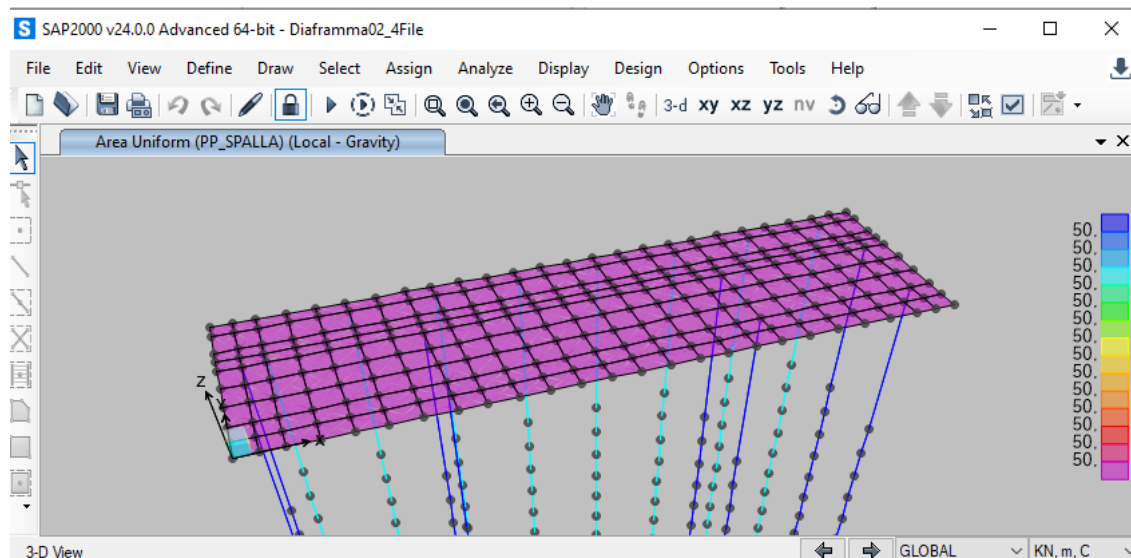 SAP2000 v24.0.0 Advanced 64-bit - Diaframma02_4File
File Edit View Define Draw Select Assign Analyze Display Design Options Tools Help
3-d xy xz yz nv
Area Uniform (PP_SPALLA) (Local - Gravity)
50,
50,
50,
50,
50,
50,
50,
50,
50,
50,
50,
50,
50,
Z
Y
X
3-D View
GLOBAL
KN, m, C